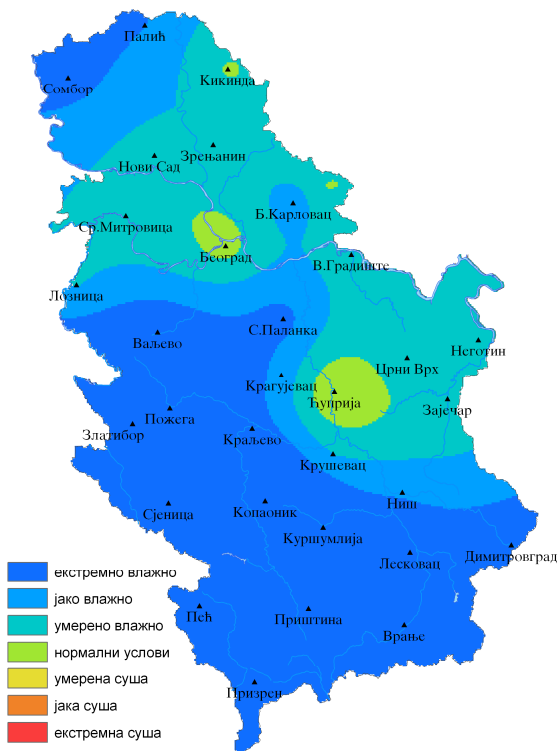 Палић
Сомбор
Кикинда
Нови Сад
Зрењанин
Б.Карловац
Ср.Митровица
Београд
В.Градиште
Лозница
Ваљево
С.Паланка
Неготин
Црни Врх
Крагујевац
Ћуприја
Зајечар
Пожега
Златибор
Краљево
Крушевац
Сјеница
Копаоник
Ниш
Куршумлија
Лесковац
Димитровград
Пећ
Приштина
Врање
Призрен
екстремно влажно
јако влажно
умерено влажно
нормални услови
умерена суша
јака суша
екстремна суша